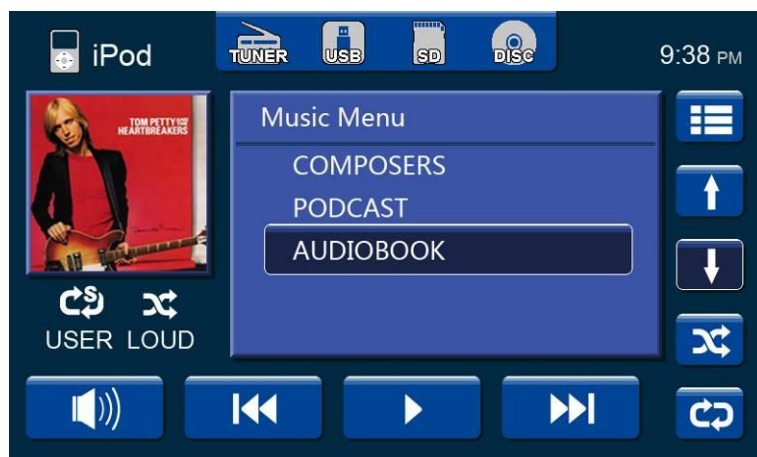 iPod
TUNER
USB
SD
DISC
9:38 PM
TOM PETTY AND THE
HEARTBREAKERS
Music Menu
COMPOSERS
PODCAST
AUDIOBOOK
S
USER LOUD